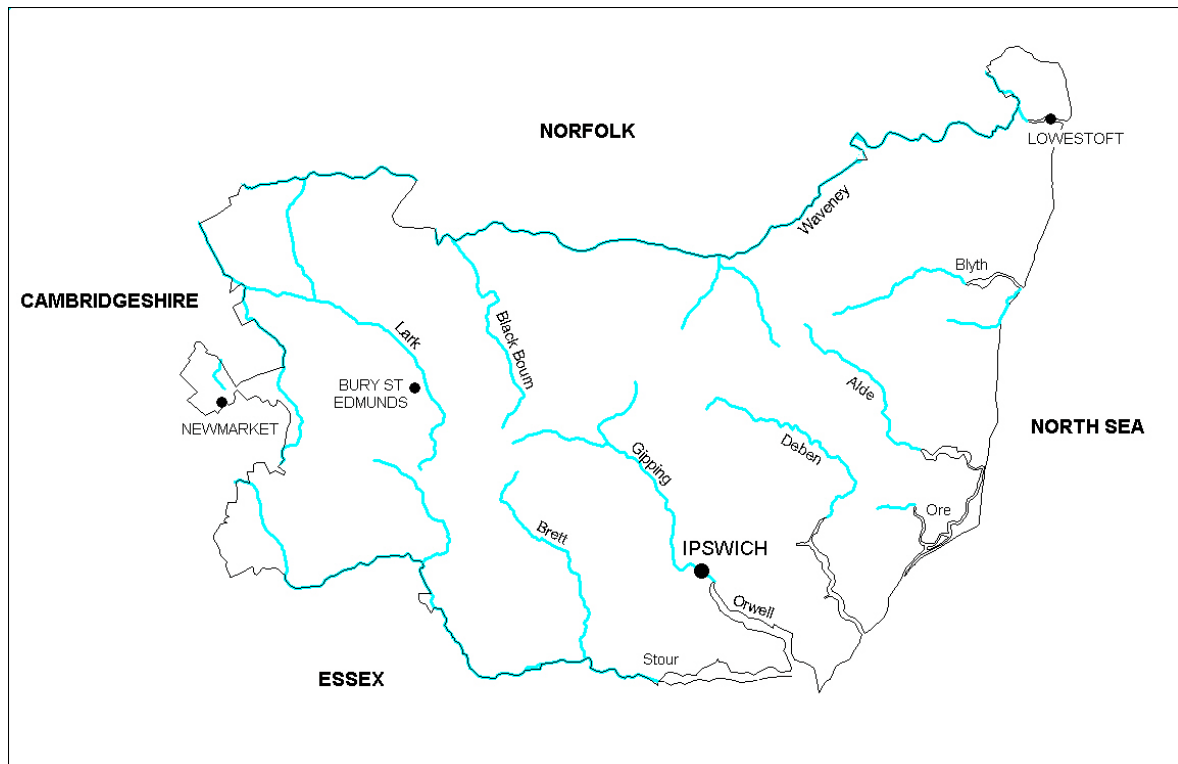 NORFOLK
LOWESTOFT
Waveney
Blyth
CAMBRIDGESHIRE
Lark
Black Bourn
BURY ST
EDMUNDS
Alde
NEWMARKET
NORTH SEA
Deben
Gipping
Ore
Brett
IPSWICH
Orwell
Stour
ESSEX